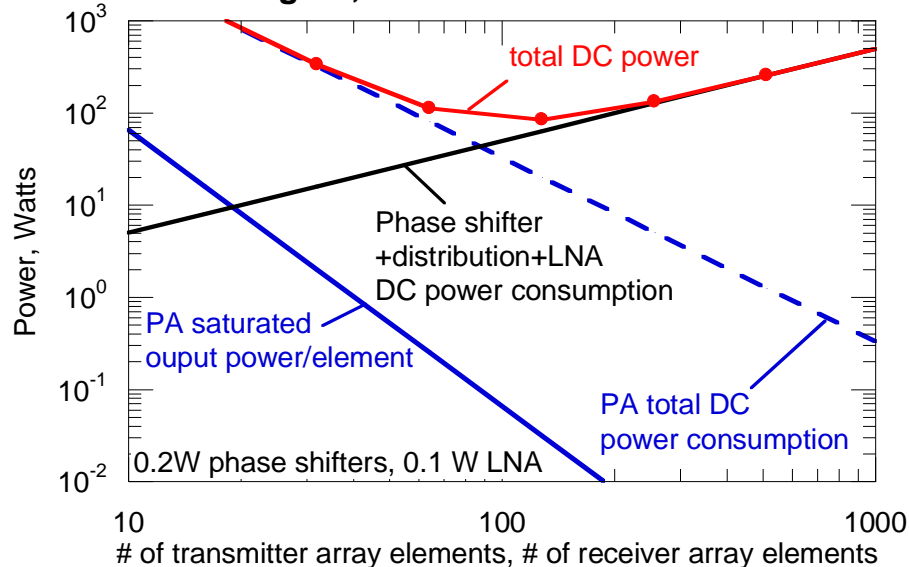 10³
10²
10¹
10⁰
10⁻¹
10⁻²
Power, Watts
total DC power
Phase shifter
+distribution+LNA
DC power consumption
PA saturated
ouput power/element
PA total DC
power consumption
0.2W phase shifters, 0.1 W LNA
10 100 1000
# of transmitter array elements, # of receiver array elements